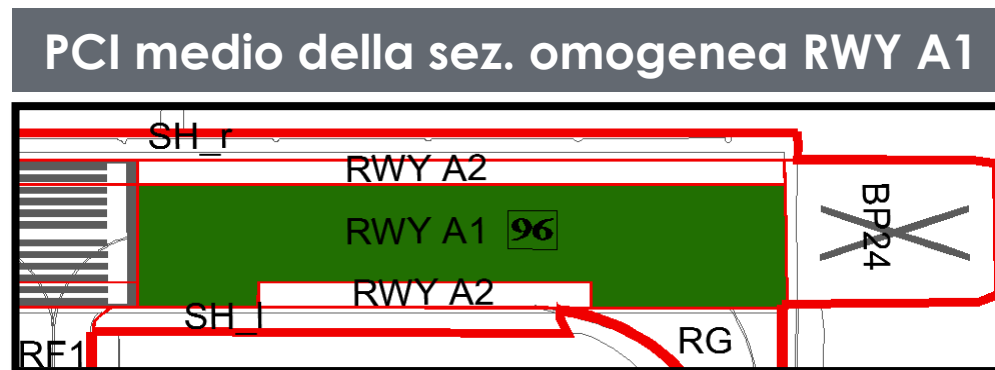 PCI medio della sez. omogenea RWY A1
SH_r
RWY A2
RWY A1 96
BP24
RWY A2
SH_l
RG
RF1